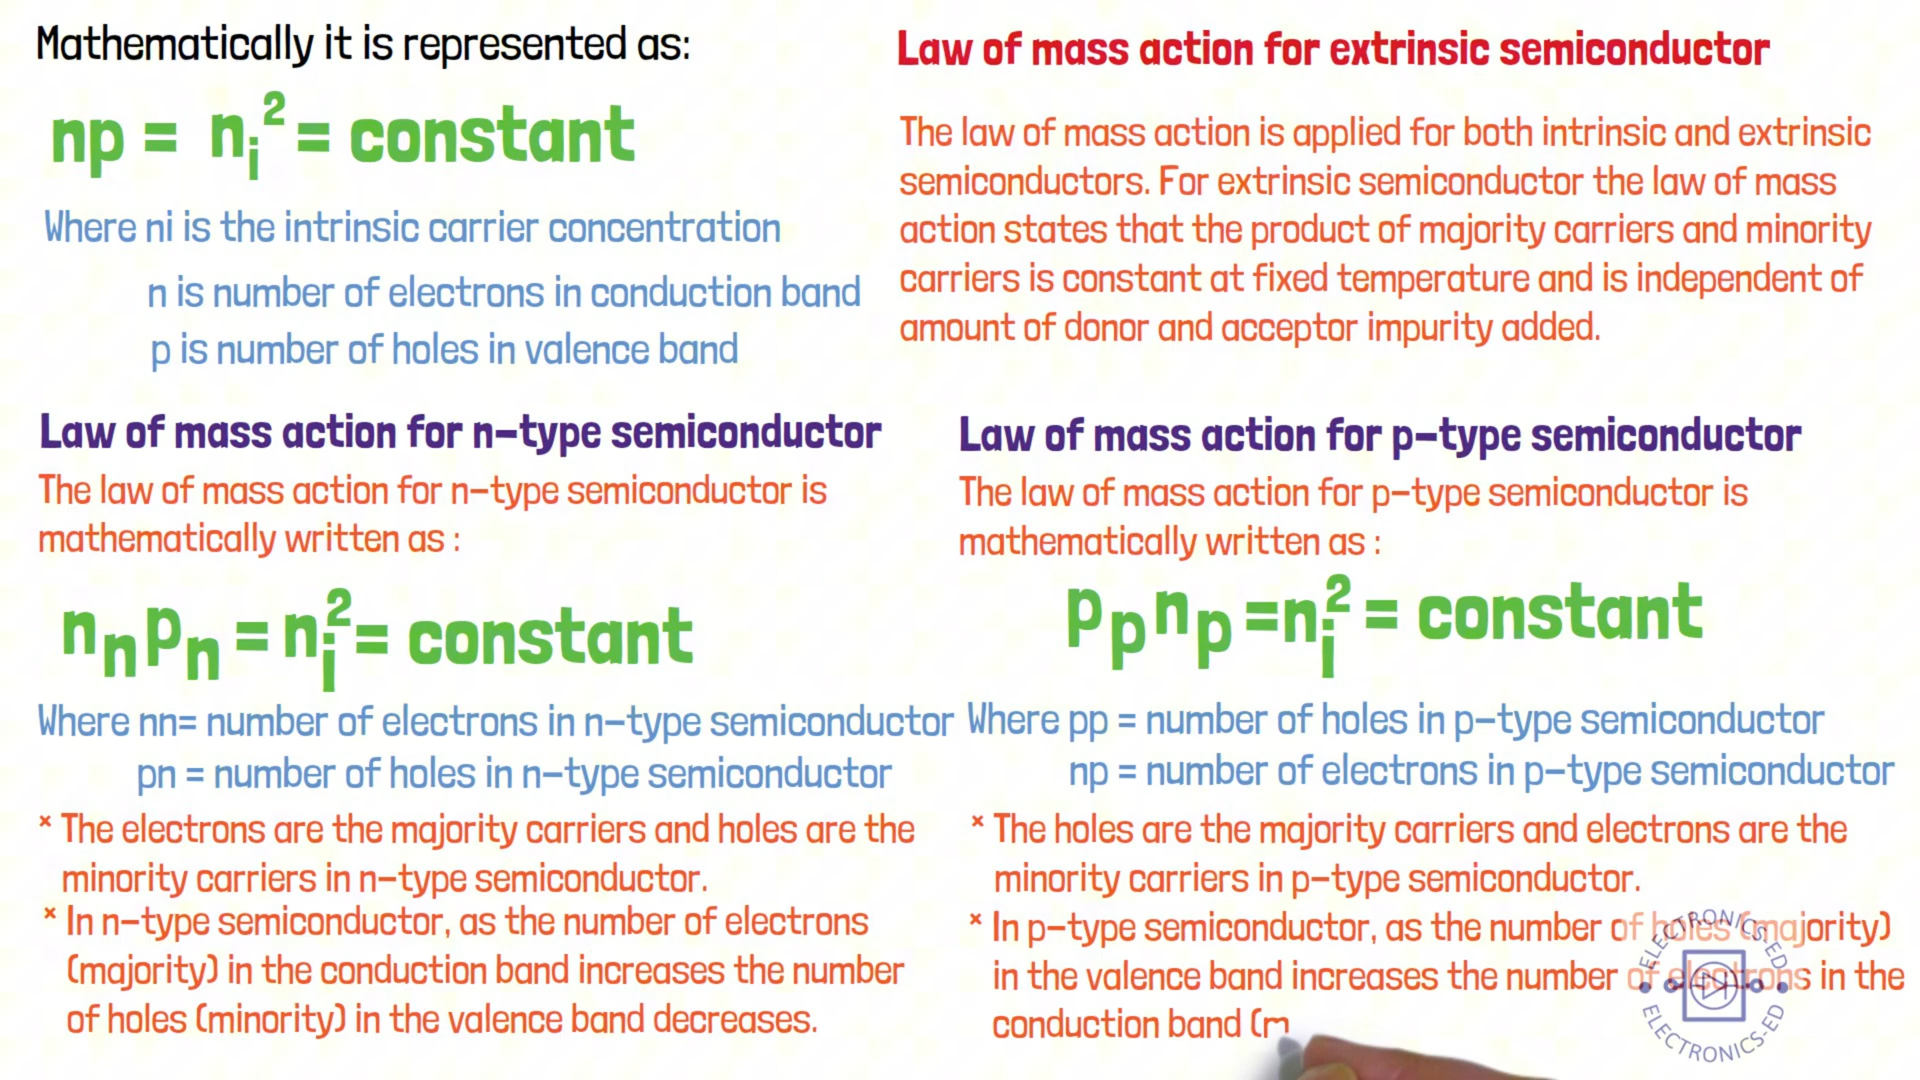 Mathematically it is represented as:
np = nᵢ² = constant
Where ni is the intrinsic carrier concentration
n is number of electrons in conduction band
p is number of holes in valence band
Law of mass action for extrinsic semiconductor
The law of mass action is applied for both intrinsic and extrinsic
semiconductors. For extrinsic semiconductor the law of mass
action states that the product of majority carriers and minority
carriers is constant at fixed temperature and is independent of
amount of donor and acceptor impurity added.
Law of mass action for n-type semiconductor
The law of mass action for n-type semiconductor is
mathematically written as :
nₙpₙ = nᵢ² = constant
Where nn= number of electrons in n-type semiconductor
pn = number of holes in n-type semiconductor
× The electrons are the majority carriers and holes are the
minority carriers in n-type semiconductor.
× In n-type semiconductor, as the number of electrons
(majority) in the conduction band increases the number
of holes (minority) in the valence band decreases.
Law of mass action for p-type semiconductor
The law of mass action for p-type semiconductor is
mathematically written as :
pₚnₚ =nᵢ² = constant
Where pp = number of holes in p-type semiconductor
np = number of electrons in p-type semiconductor
× The holes are the majority carriers and electrons are the
minority carriers in p-type semiconductor.
× In p-type semiconductor, as the number of holes (majority)
in the valence band increases the number of electrons in the
conduction band (m
ELECTRONICS-ED
ELECTRONICS-ED